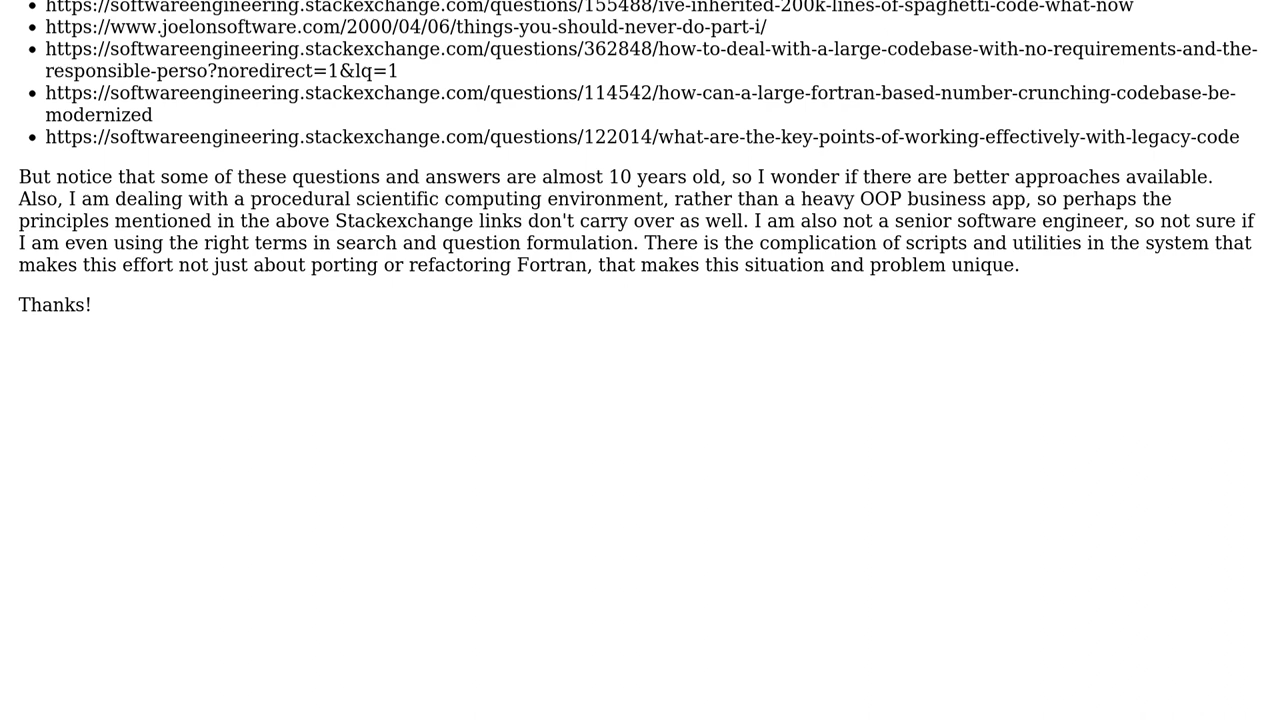 • https://softwareengineering.stackexchange.com/questions/155488/ive-inherited-200k-lines-of-spaghetti-code-what-now
• https://www.joelonsoftware.com/2000/04/06/things-you-should-never-do-part-i/
• https://softwareengineering.stackexchange.com/questions/362848/how-to-deal-with-a-large-codebase-with-no-requirements-and-the-
responsible-perso?noredirect=1&lq=1
• https://softwareengineering.stackexchange.com/questions/114542/how-can-a-large-fortran-based-number-crunching-codebase-be-
modernized
• https://softwareengineering.stackexchange.com/questions/122014/what-are-the-key-points-of-working-effectively-with-legacy-code
But notice that some of these questions and answers are almost 10 years old, so I wonder if there are better approaches available.
Also, I am dealing with a procedural scientific computing environment, rather than a heavy OOP business app, so perhaps the
principles mentioned in the above Stackexchange links don't carry over as well. I am also not a senior software engineer, so not sure if
I am even using the right terms in search and question formulation. There is the complication of scripts and utilities in the system that
makes this effort not just about porting or refactoring Fortran, that makes this situation and problem unique.
Thanks!